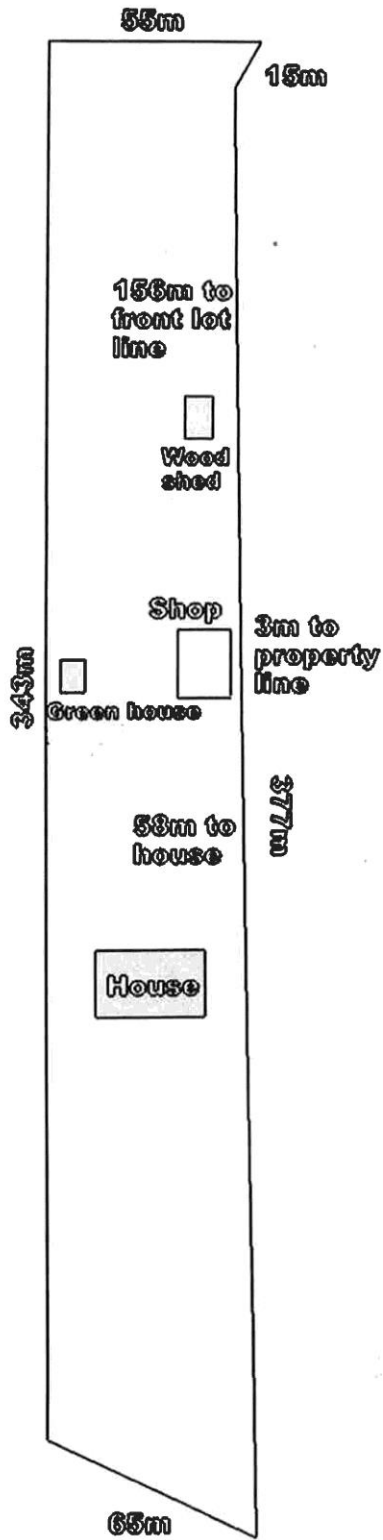 55m
15m
156m to
front lot
line
Wood
shed
Shop
3m to
property
line
343m
Green house
377m
58m to
house
House
65m